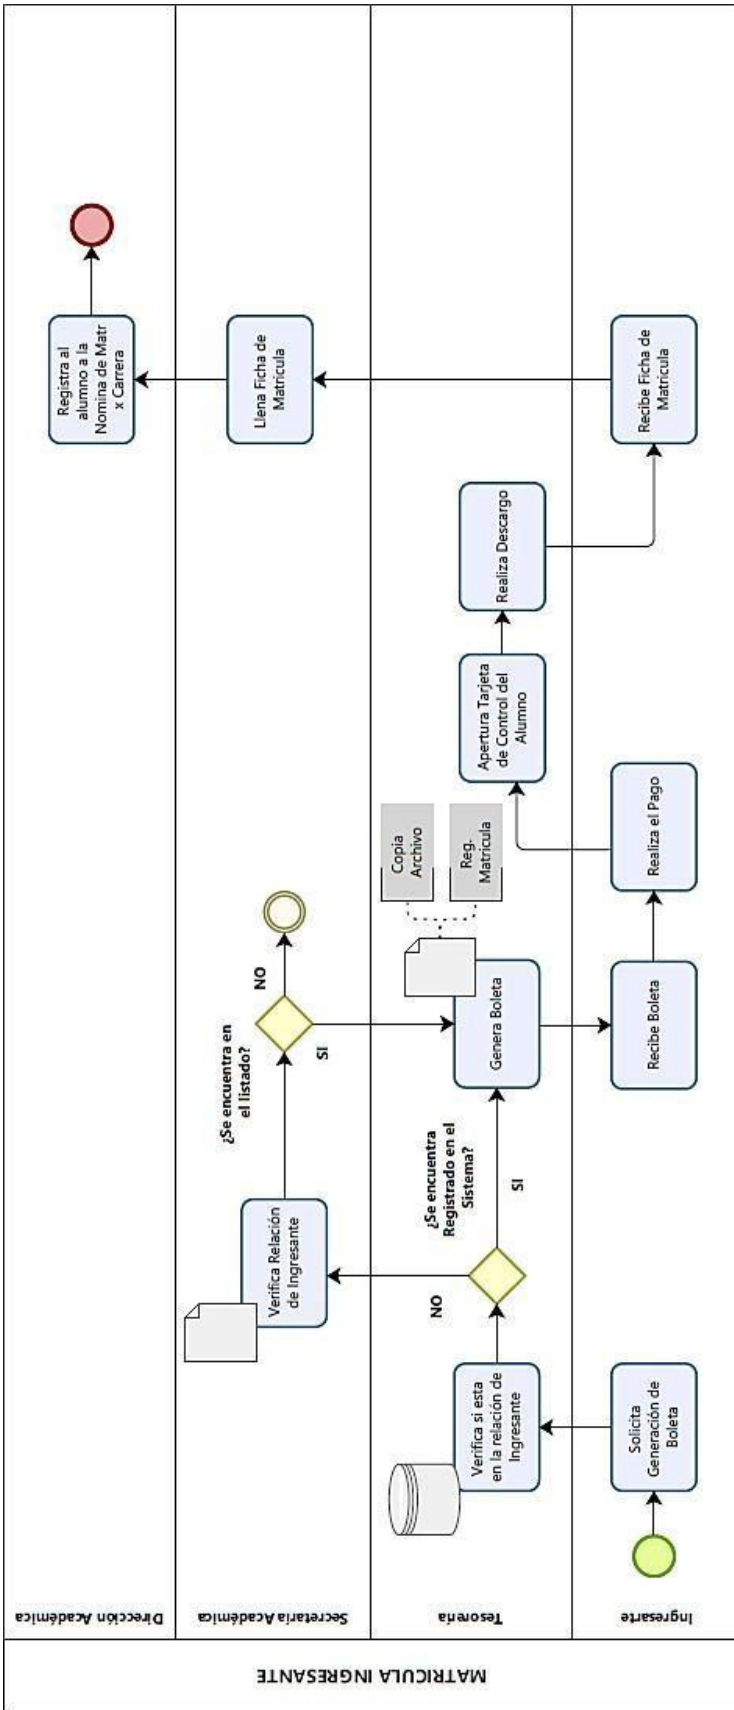 MATRICULA INGRESANTE
Dirección Académica
Registra al
alumno a la
Nomina de Matr
x Carrera
Secretaria Académica
Verifica Relación
de Ingresante
¿Se encuentra en
el listado?
NO
SI
Llena Ficha de
Matricula
Tesorería
Verifica si esta
en la relación de
Ingresante
NO
¿Se encuentra
Registrado en el
Sistema?
SI
Genera Boleta
Copia
Archivo
Reg.
Matricula
Apertura Tarjeta
de Control del
Alumno
Realiza Descargo
Ingresarte
Solicita
Generación de
Boleta
Recibe Boleta
Realiza el Pago
Recibe Ficha de
Matricula